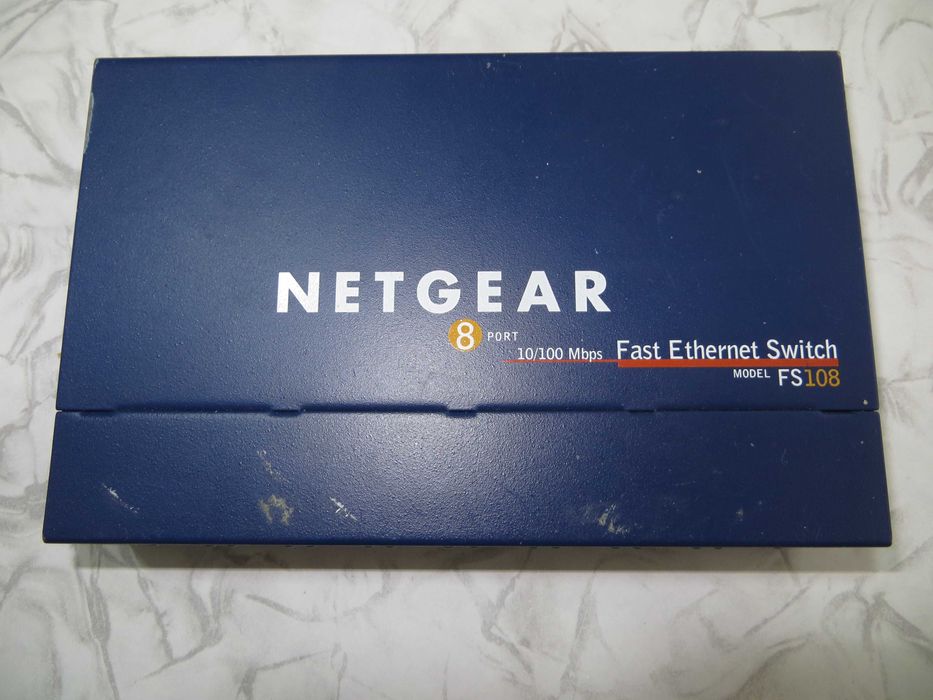 NETGEAR
8 PORT
10/100 Mbps Fast Ethernet Switch
MODEL FS108